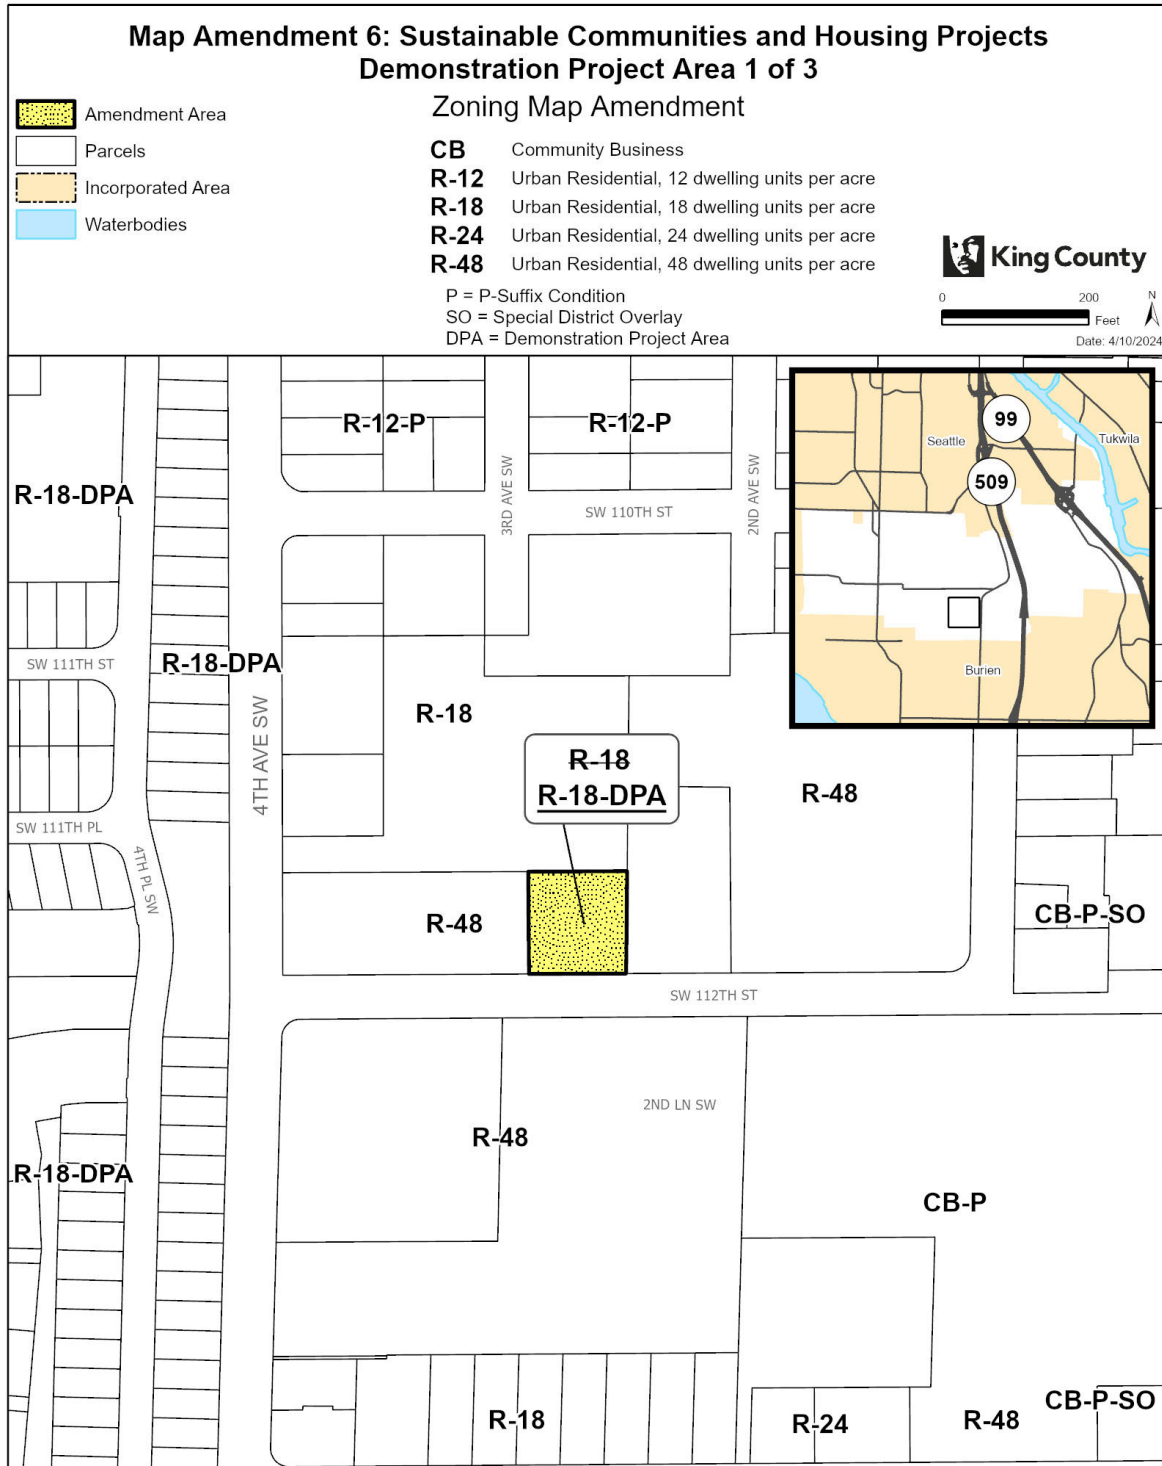 Map Amendment 6: Sustainable Communities and Housing Projects
Demonstration Project Area 1 of 3
Zoning Map Amendment
Amendment Area
Parcels
Incorporated Area
Waterbodies
CB Community Business
R-12 Urban Residential, 12 dwelling units per acre
R-18 Urban Residential, 18 dwelling units per acre
R-24 Urban Residential, 24 dwelling units per acre
R-48 Urban Residential, 48 dwelling units per acre
P = P-Suffix Condition
SO = Special District Overlay
DPA = Demonstration Project Area
King County
0 200
Feet
N
Date: 4/10/2024
R-12-P
R-12-P
R-18-DPA
3RD AVE SW
SW 110TH ST
2ND AVE SW
99
Seattle
Tukwila
509
Burien
SW 111TH ST
R-18-DPA
4TH AVE SW
R-18
R-18
R-18-DPA
R-48
SW 111TH PL
4TH PL SW
R-48
CB-P-SO
SW 112TH ST
2ND LN SW
R-48
R-18-DPA
CB-P
R-18
R-24
R-48
CB-P-SO